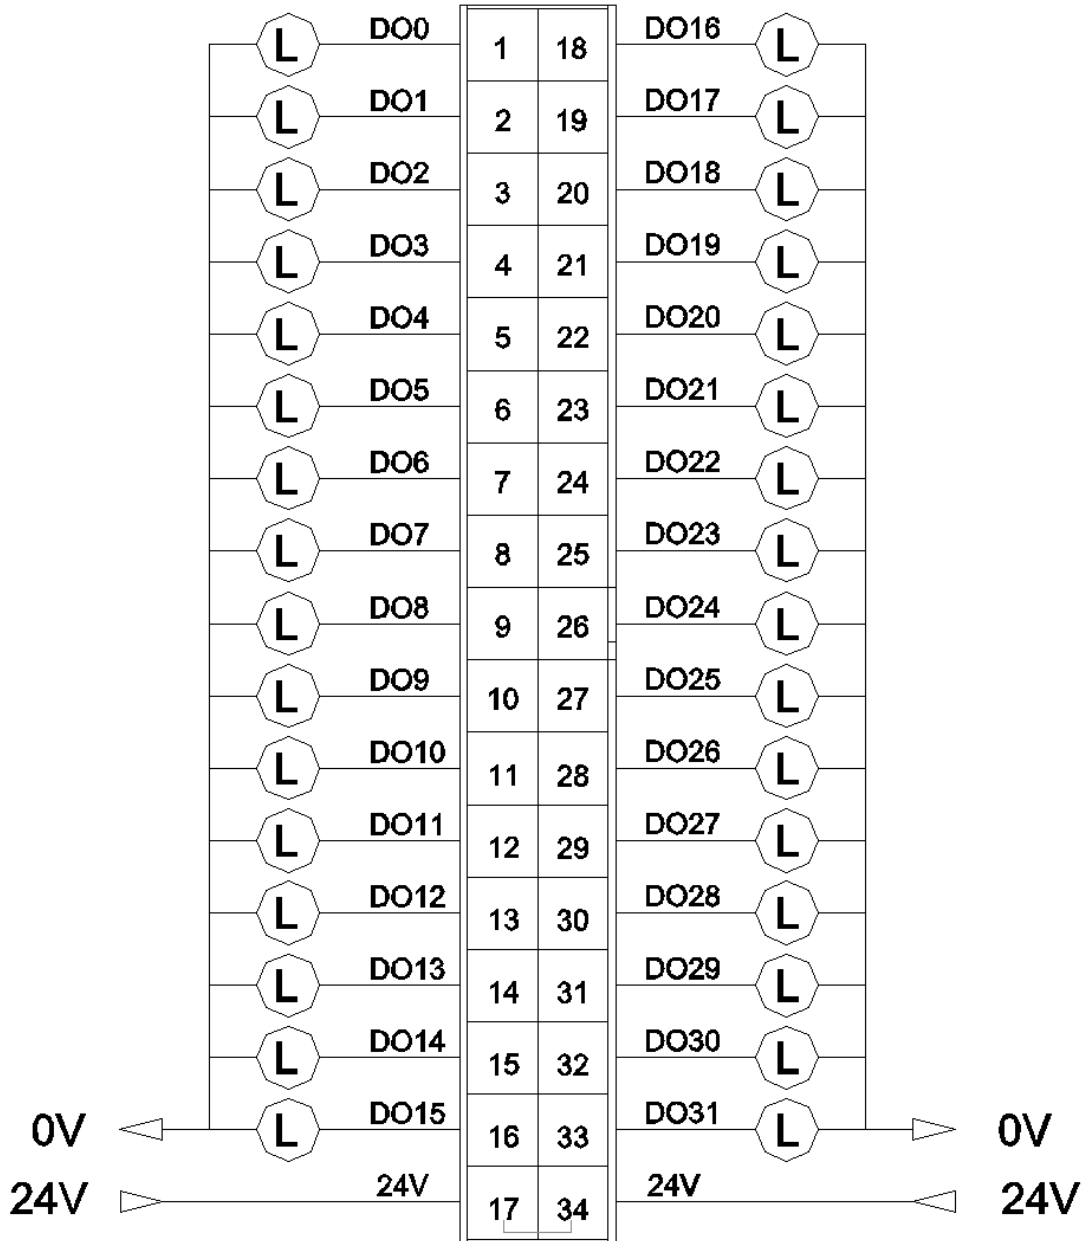 L DO0 1 18 DO16 L
L DO1 2 19 DO17 L
L DO2 3 20 DO18 L
L DO3 4 21 DO19 L
L DO4 5 22 DO20 L
L DO5 6 23 DO21 L
L DO6 7 24 DO22 L
L DO7 8 25 DO23 L
L DO8 9 26 DO24 L
L DO9 10 27 DO25 L
L DO10 11 28 DO26 L
L DO11 12 29 DO27 L
L DO12 13 30 DO28 L
L DO13 14 31 DO29 L
L DO14 15 32 DO30 L
0V L DO15 16 33 DO31 L 0V
24V 24V 17 34 24V 24V